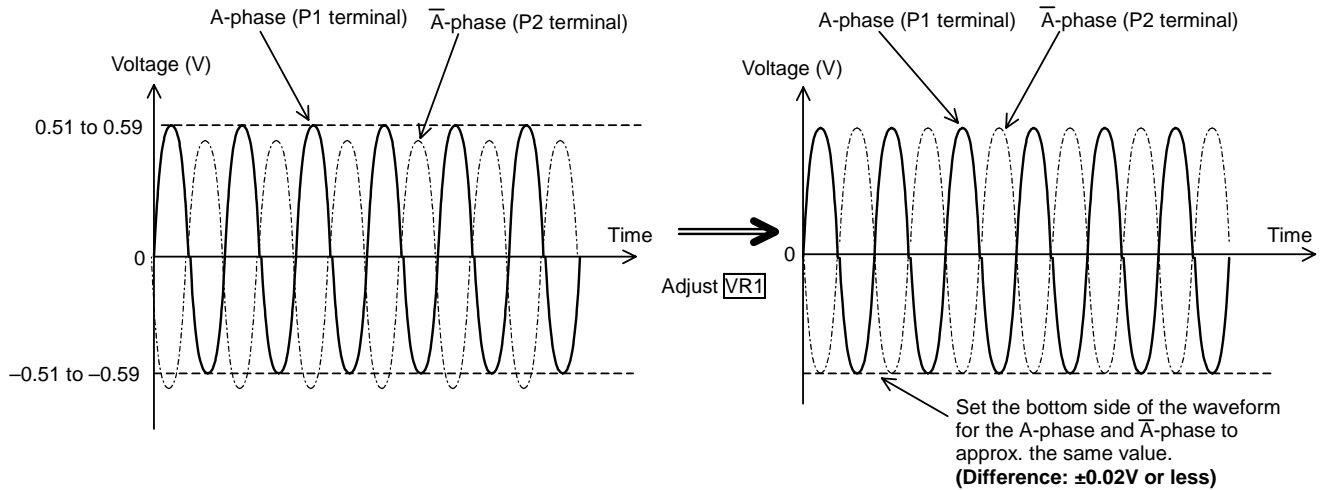 A-phase (P1 terminal)
A̅-phase (P2 terminal)
Voltage (V)
0.51 to 0.59
0
Time
–0.51 to –0.59
Adjust VR1
A-phase (P1 terminal)
A̅-phase (P2 terminal)
Voltage (V)
0
Time
Set the bottom side of the waveform
for the A-phase and A̅-phase to
approx. the same value.
(Difference: ±0.02V or less)